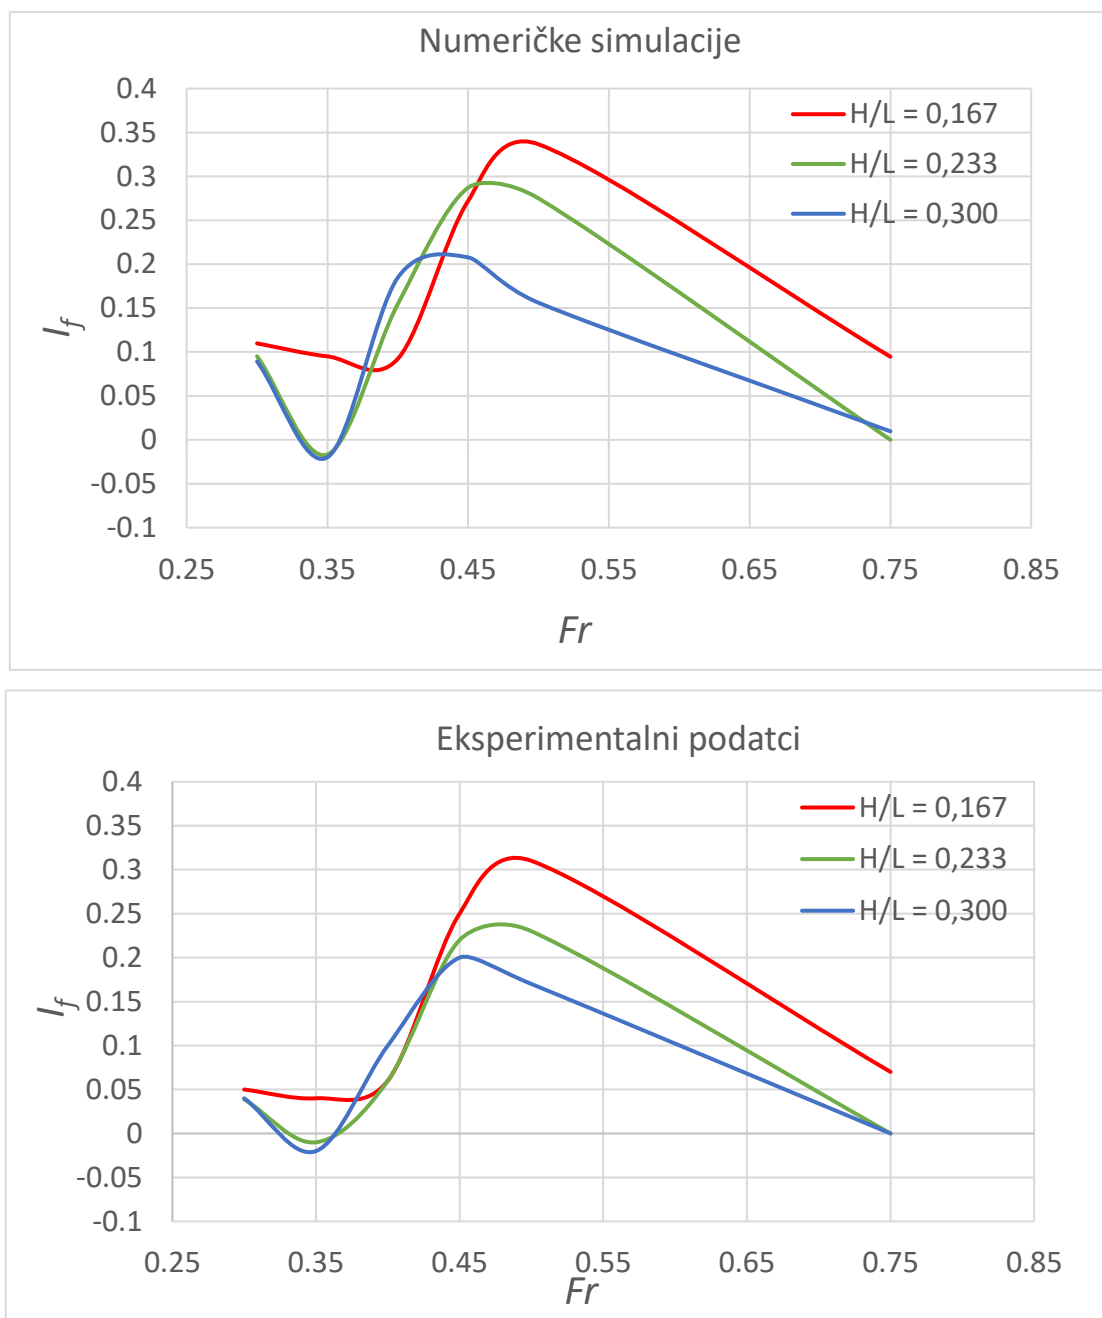 Numeričke simulacije
0.4
0.35
0.3
0.25
0.2
0.15
0.1
0.05
0
-0.05
-0.1
I_f
H/L = 0,167
H/L = 0,233
H/L = 0,300
0.25 0.35 0.45 0.55 0.65 0.75 0.85
Fr
Eksperimentalni podatci
0.4
0.35
0.3
0.25
0.2
0.15
0.1
0.05
0
-0.05
-0.1
I_f
H/L = 0,167
H/L = 0,233
H/L = 0,300
0.25 0.35 0.45 0.55 0.65 0.75 0.85
Fr